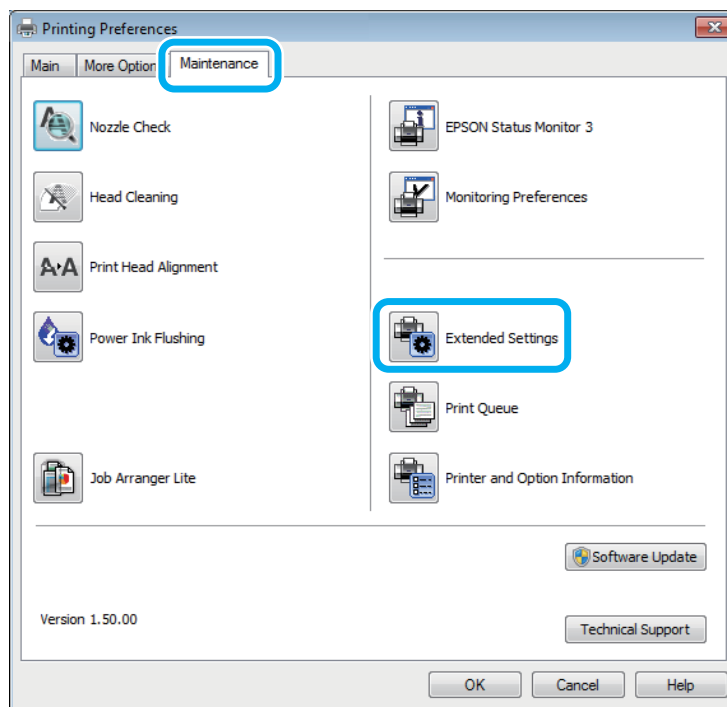 Printing Preferences
Main
More Option
Maintenance
Nozzle Check
EPSON Status Monitor 3
Head Cleaning
Monitoring Preferences
Print Head Alignment
Power Ink Flushing
Extended Settings
Print Queue
Job Arranger Lite
Printer and Option Information
Software Update
Version 1.50.00
Technical Support
OK
Cancel
Help